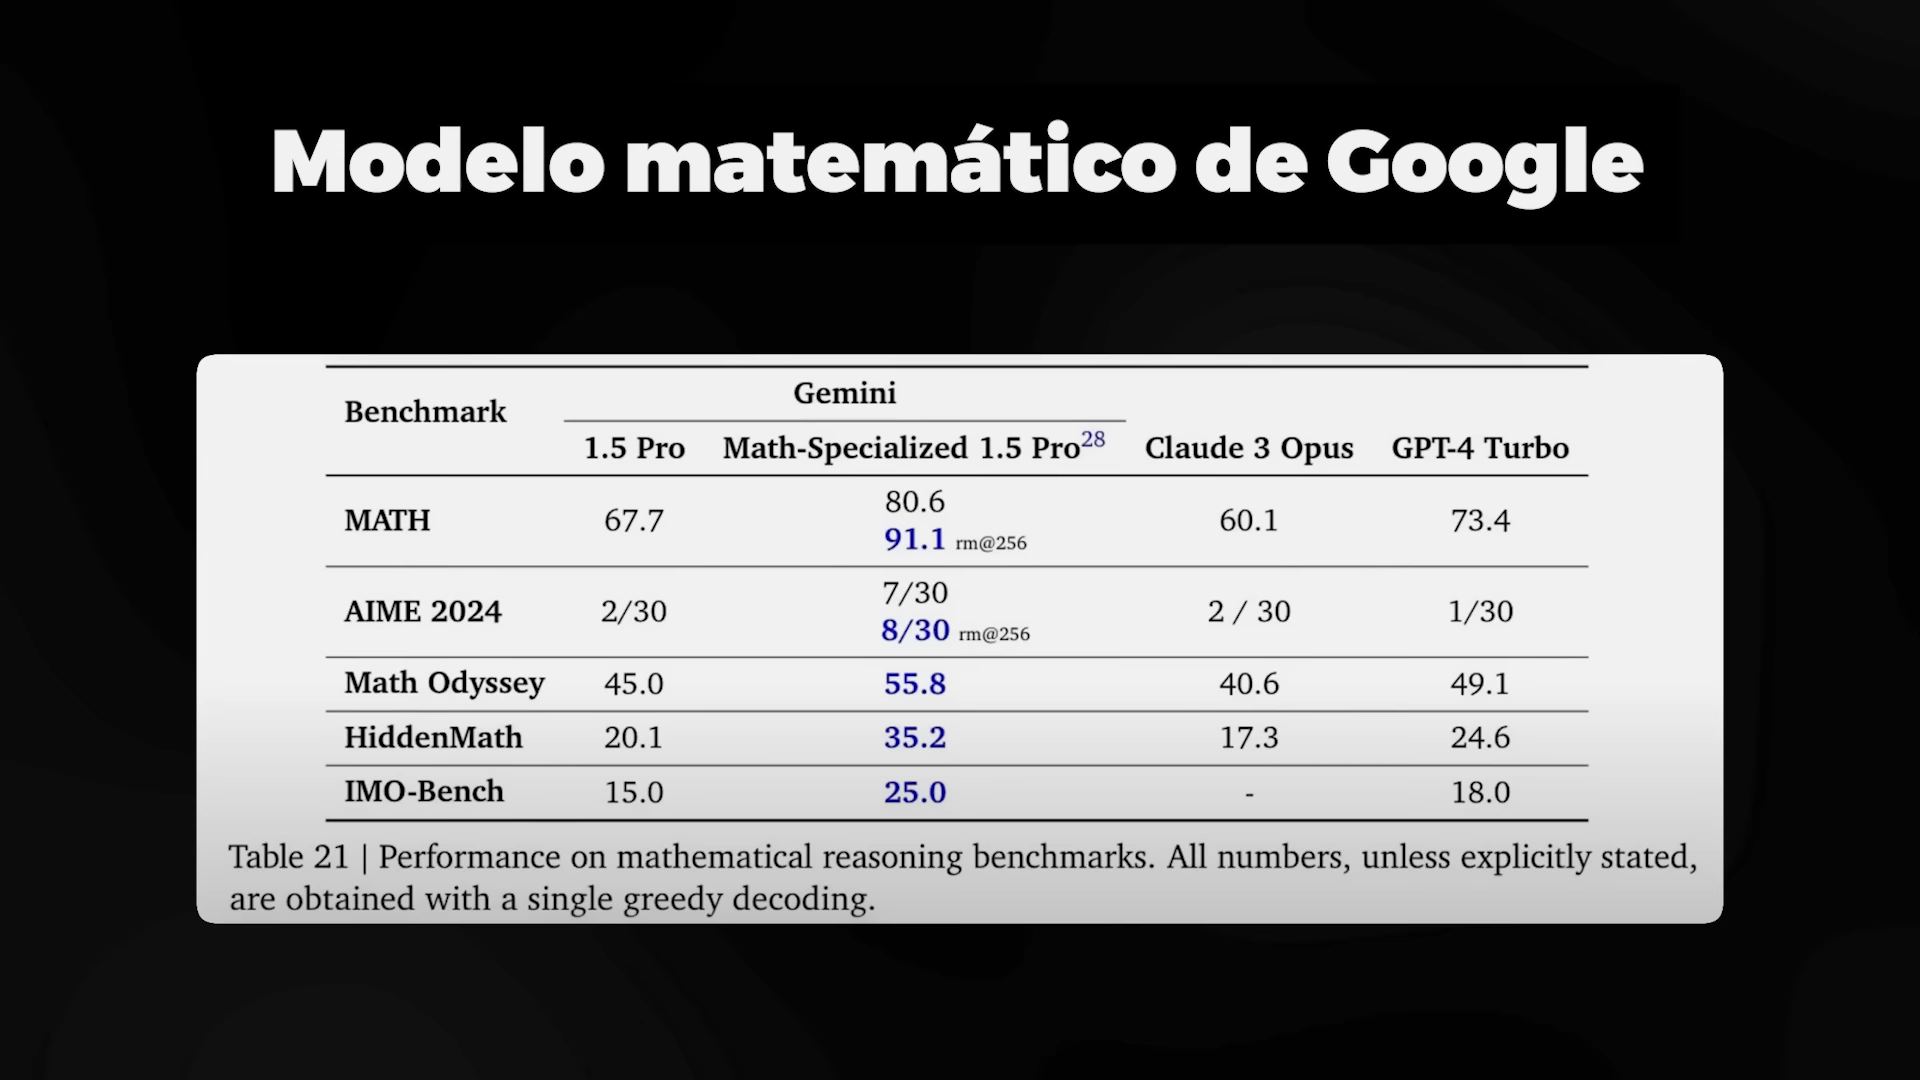 Modelo matemático de Google
Gemini
Benchmark
1.5 Pro Math-Specialized 1.5 Pro28 Claude 3 Opus GPT-4 Turbo
80.6
MATH 67.7 60.1 73.4
91.1 rm@256
7/30
AIME 2024 2/30 2 / 30 1/30
8/30 rm@256
Math Odyssey 45.0 55.8 40.6 49.1
HiddenMath 20.1 35.2 17.3 24.6
IMO-Bench 15.0 25.0 - 18.0
Table 21 | Performance on mathematical reasoning benchmarks. All numbers, unless explicitly stated,
are obtained with a single greedy decoding.